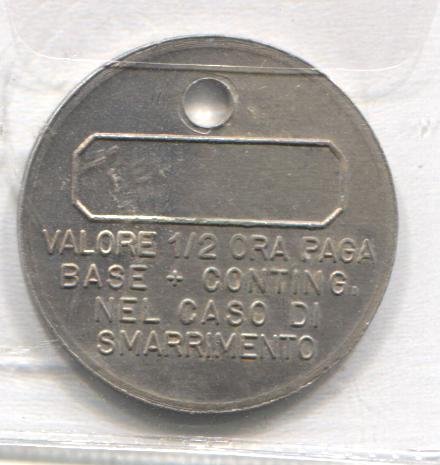 VALORE 1/2 ORA PAGA
BASE + CONTING.
NEL CASO DI
SMARRIMENTO